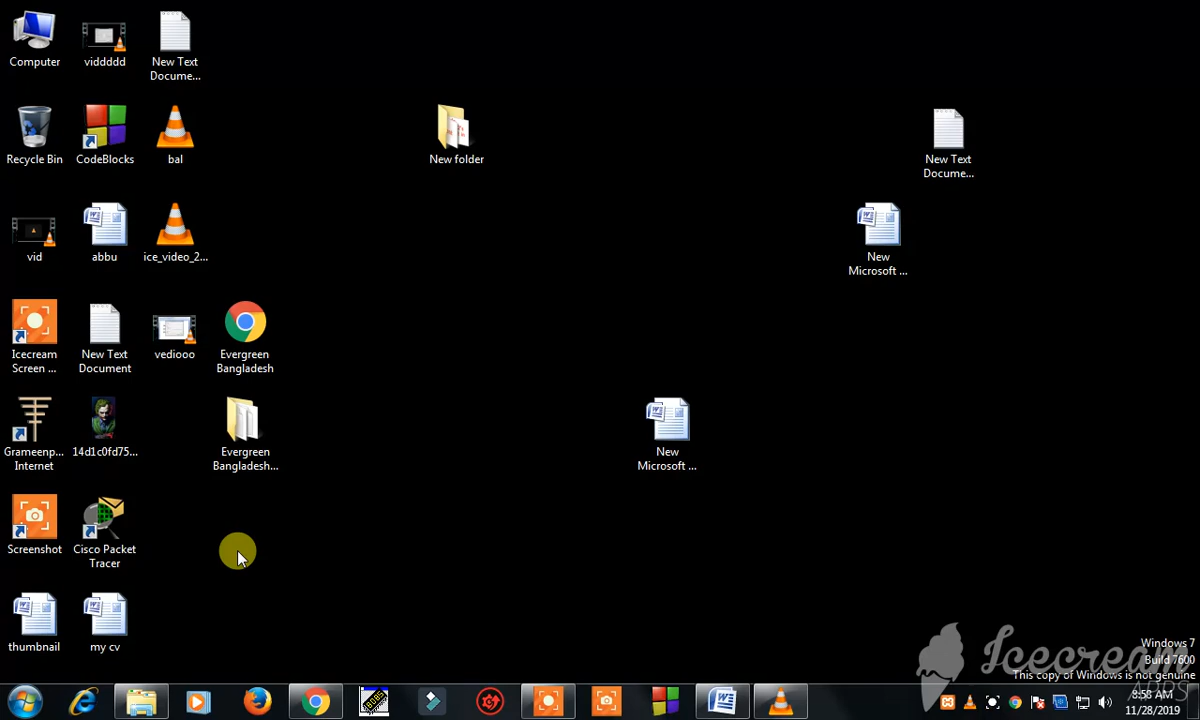 Computer
viddddd
New Text
Docume...
Recycle Bin
CodeBlocks
bal
New folder
New Text
Docume...
vid
abbu
ice_video_2...
New
Microsoft ...
Icecream
Screen ...
New Text
Document
vediooo
Evergreen
Bangladesh
Grameenp...
Internet
14d1c0fd75...
Evergreen
Bangladesh...
New
Microsoft ...
Screenshot
Cisco Packet
Tracer
thumbnail
my cv
Icecream
APPS
Windows 7
Build 7600
This copy of Windows is not genuine
8:58 AM
11/28/2019